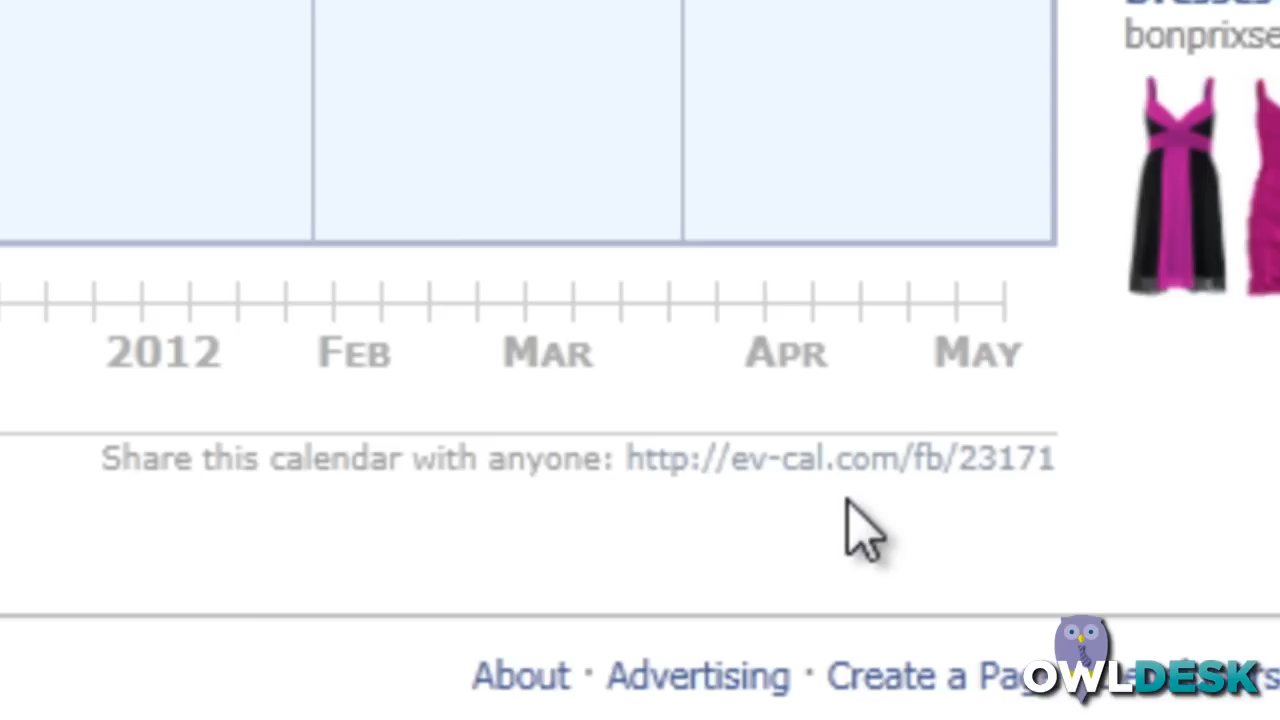 bonprixse
2012 FEB MAR APR MAY
Share this calendar with anyone: http://ev-cal.com/fb/23171
About · Advertising · Create a Pag
OWLDESK